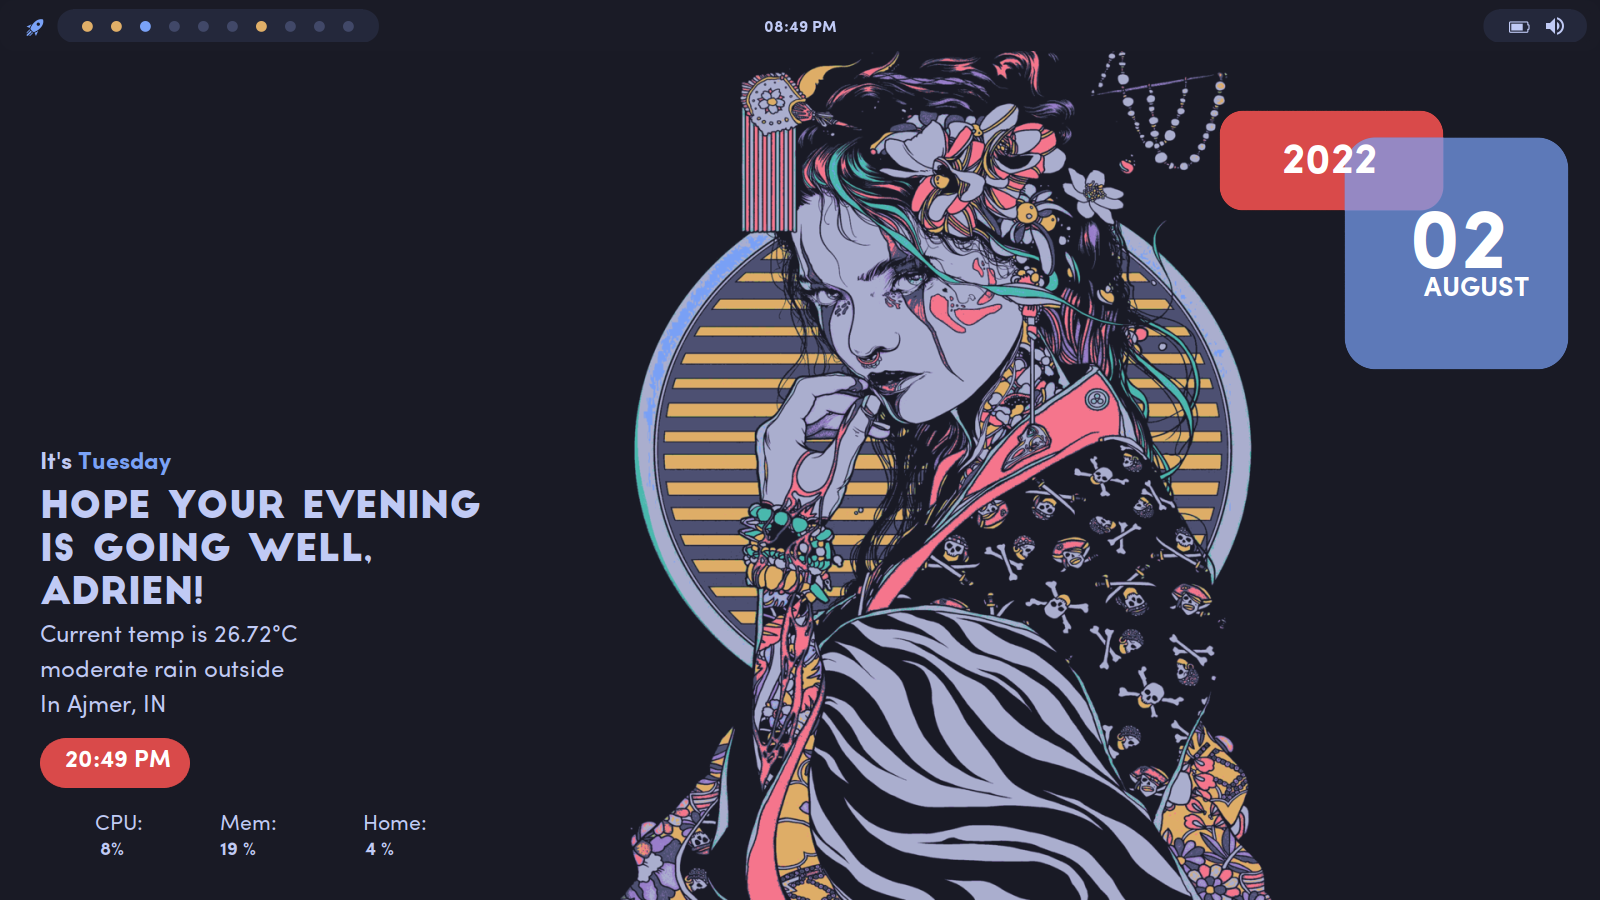 08:49 PM
2022
02
AUGUST
It's Tuesday
HOPE YOUR EVENING
IS GOING WELL,
ADRIEN!
Current temp is 26.72°C
moderate rain outside
In Ajmer, IN
20:49 PM
CPU: Mem: Home:
8% 19 % 4 %